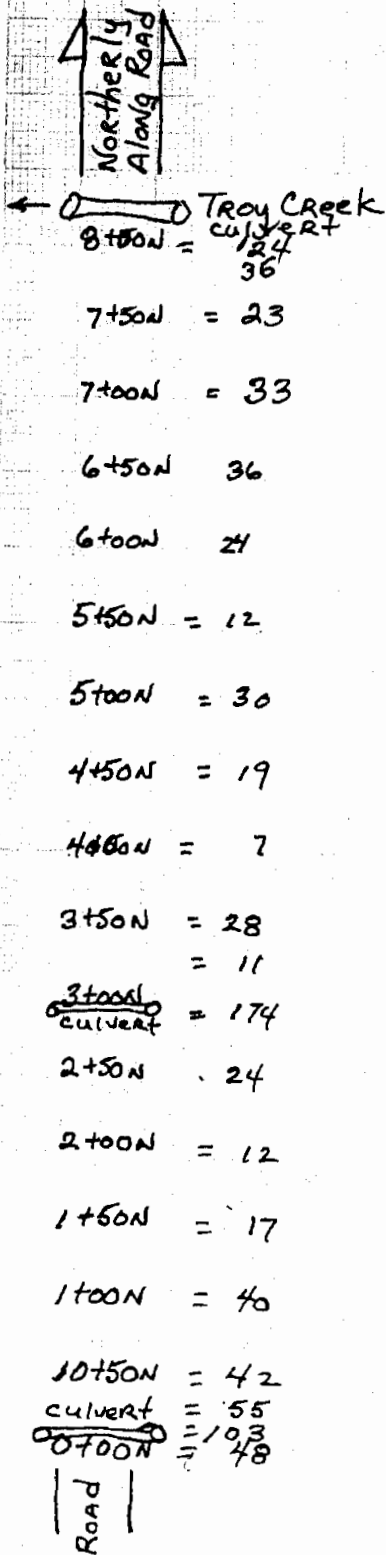 Northerly
Along Road
Troy Creek
culvert
8+00N = 24
36
7+50N = 23
7+00N = 33
6+50N 36
6+00N 24
5+50N = 12
5+00N = 30
4+50N = 19
4+00N = 7
3+50N = 28
= 11
3+00N
culvert = 174
2+50N . 24
2+00N = 12
1+50N = 17
1+00N = 40
10+50N = 42
culvert = 55
= 103
0+00N = 48
Road